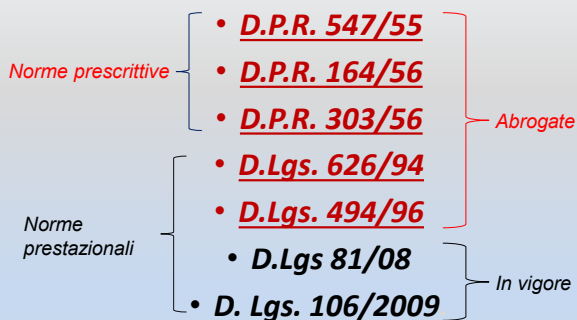 • D.P.R. 547/55
Norme prescrittive
• D.P.R. 164/56
• D.P.R. 303/56
Abrogate
• D.Lgs. 626/94
• D.Lgs. 494/96
Norme
prestazionali
• D.Lgs 81/08
In vigore
• D. Lgs. 106/2009